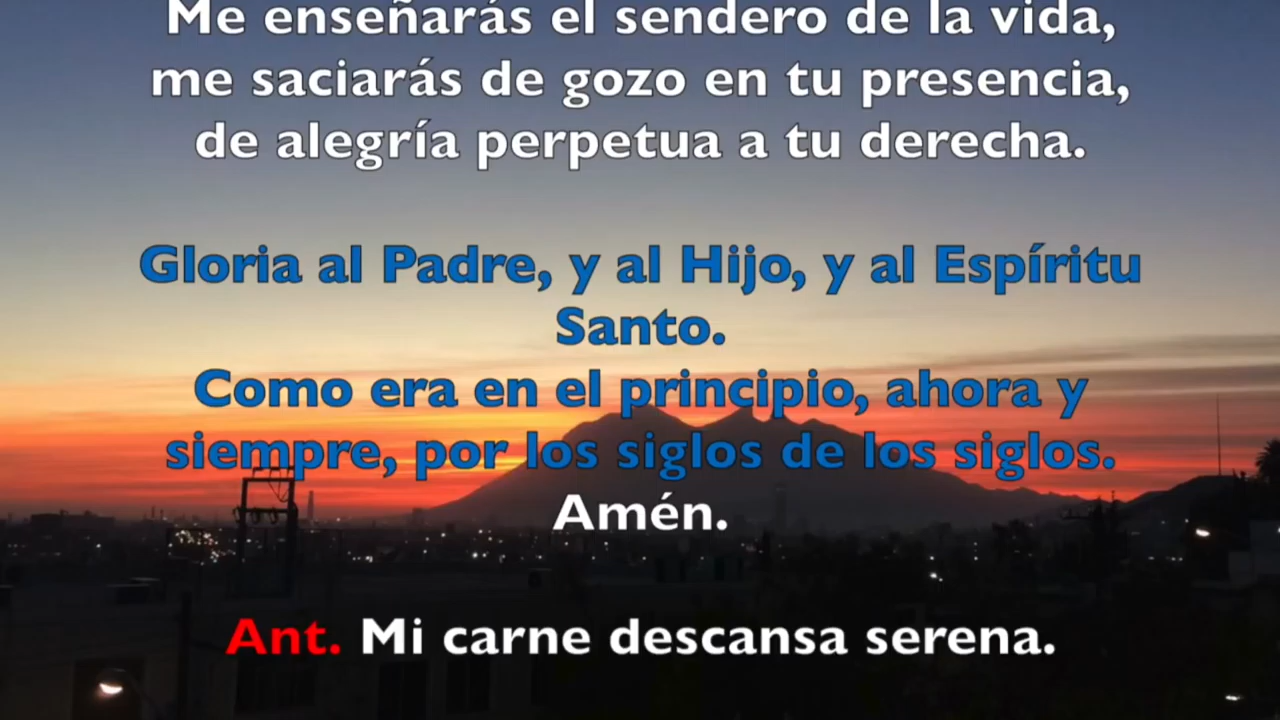 Me enseñarás el sendero de la vida,
me saciarás de gozo en tu presencia,
de alegría perpetua a tu derecha.
Gloria al Padre, y al Hijo, y al Espíritu
Santo.
Como era en el principio, ahora y
siempre, por los siglos de los siglos.
Amén.
Ant. Mi carne descansa serena.